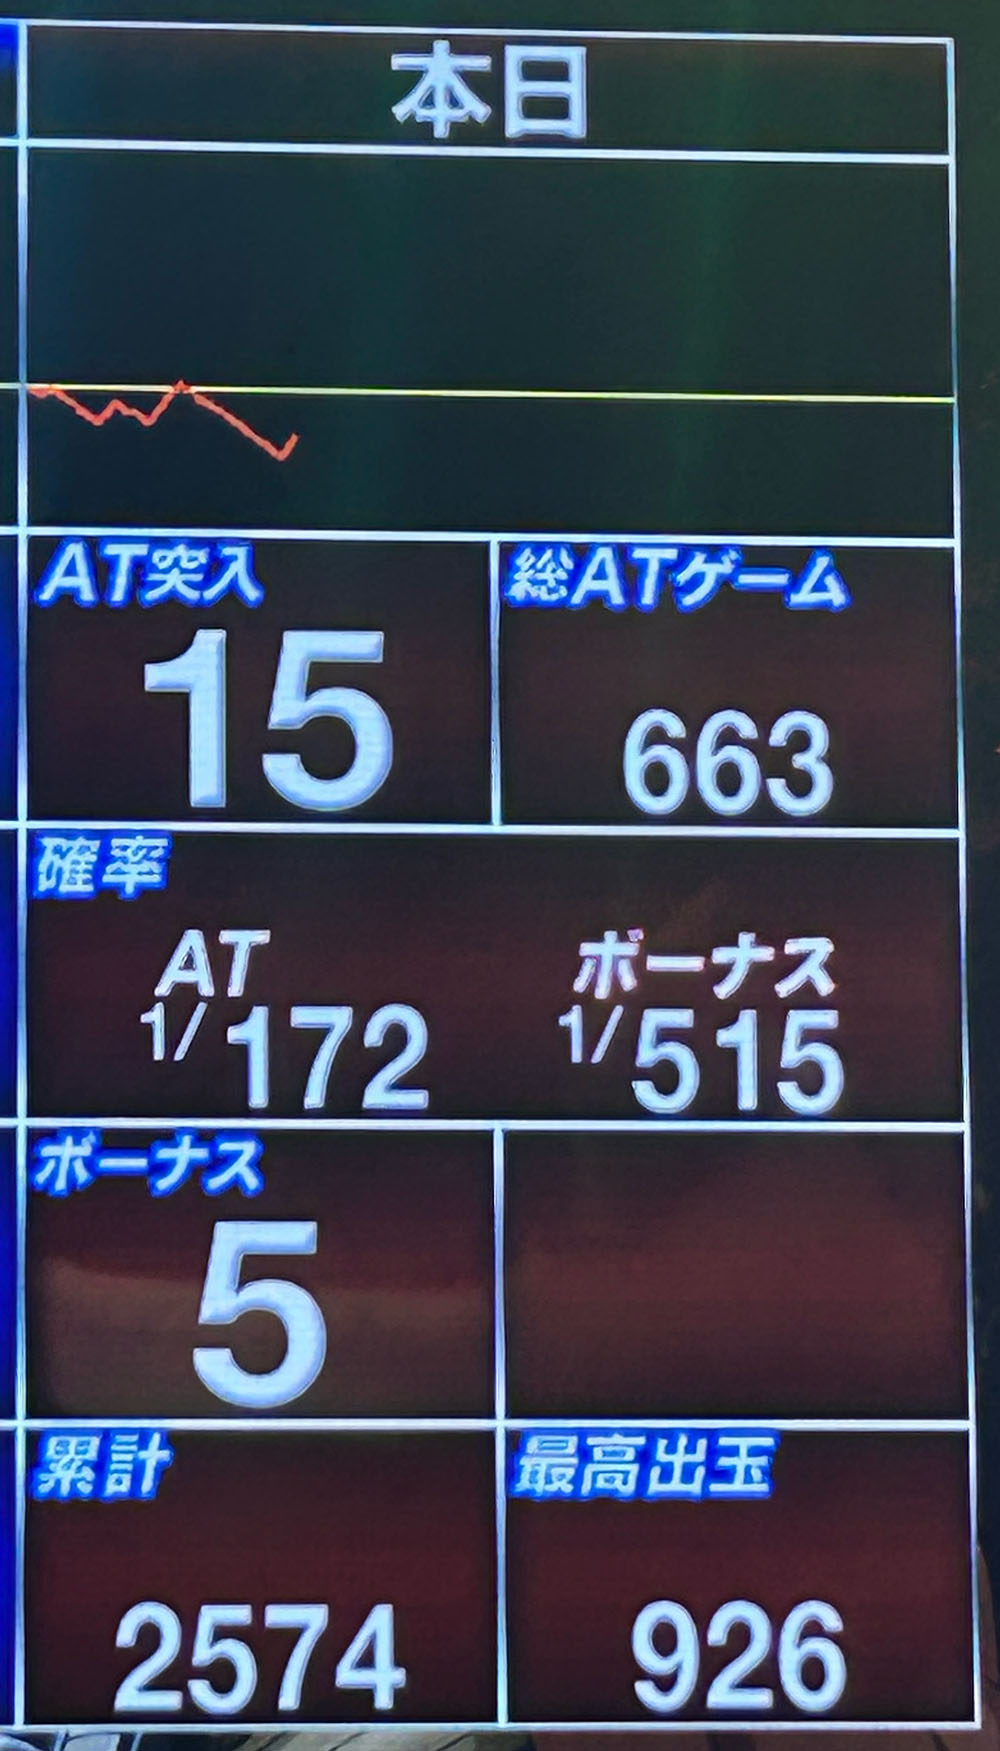 本日
AT突入
総ATゲーム
15
663
確率
AT
ボーナス
1/172
1/515
ボーナス
5
累計
最高出玉
2574
926